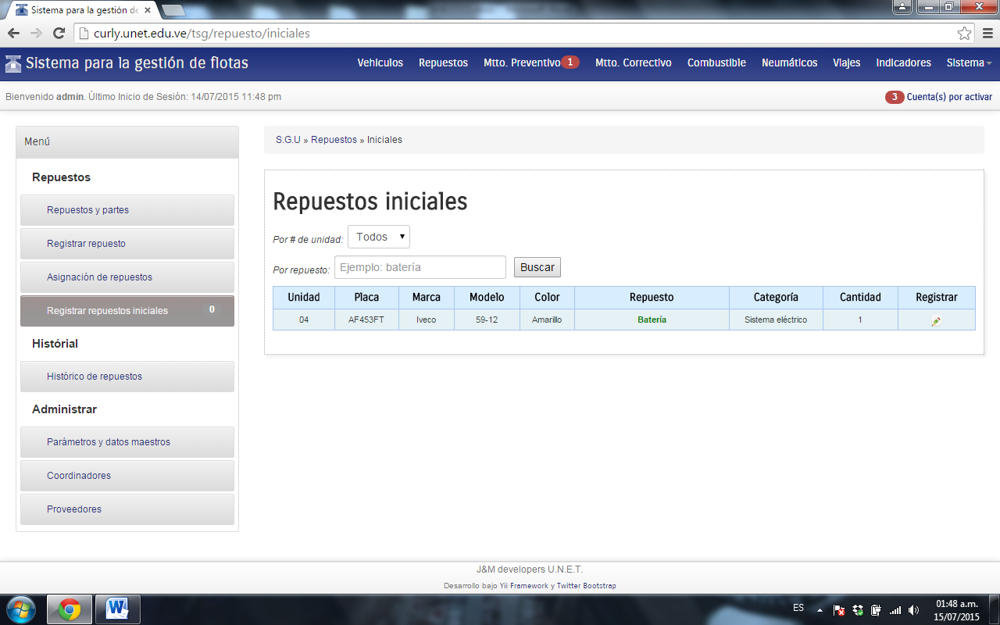 Sistema para la gestión de
curly.unet.edu.ve/tsg/repuesto/iniciales
Sistema para la gestión de flotas
Vehiculos Repuestos Mtto. Preventivo 1 Mtto. Correctivo Combustible Neumáticos Viajes Indicadores Sistema
Bienvenido admin. Último Inicio de Sesión: 14/07/2015 11:48 pm
3 Cuenta(s) por activar
Menú
Repuestos
Repuestos y partes
Registrar repuesto
Asignación de repuestos
Registrar repuestos iniciales 0
Histórial
Histórico de repuestos
Administrar
Parámetros y datos maestros
Coordinadores
Proveedores
S.G.U » Repuestos » Iniciales
Repuestos iniciales
Por # de unidad: Todos
Por repuesto: Ejemplo: batería Buscar
Unidad Placa Marca Modelo Color Repuesto Categoría Cantidad Registrar
04 AF453FT Iveco 59-12 Amarillo Batería Sistema eléctrico 1
J&M developers U.N.E.T.
Desarrollo bajo Yii Framework y Twitter Bootstrap
ES
01:48 a.m.
15/07/2015